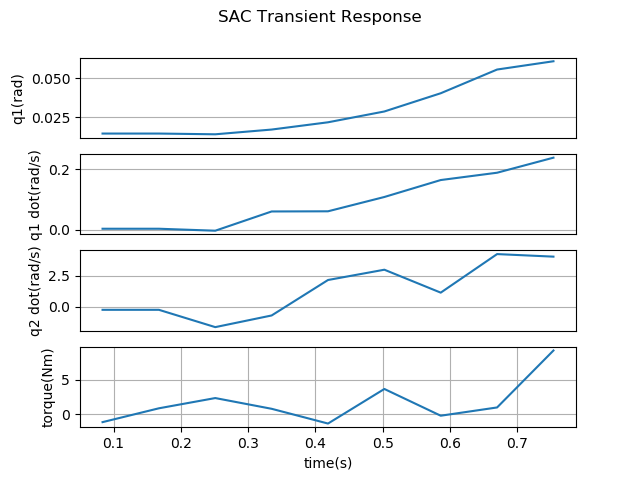 SAC Transient Response
q1(rad)
0.050
0.025
q1 dot(rad/s)
0.2
0.0
q2 dot(rad/s)
2.5
0.0
torque(Nm)
5
0
0.1 0.2 0.3 0.4 0.5 0.6 0.7
time(s)